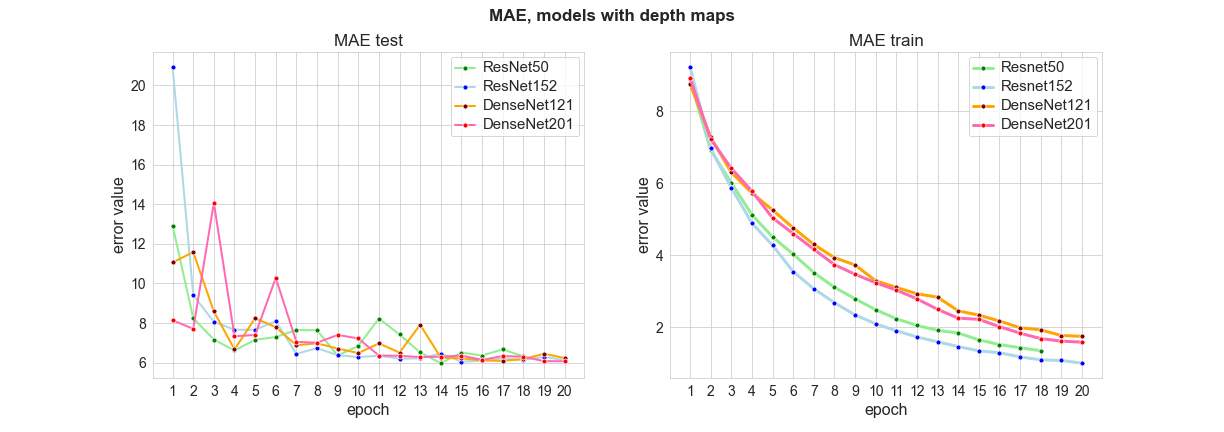 MAE, models with depth maps
MAE test
20
18
16
14
12
10
8
6
error value
1 2 3 4 5 6 7 8 9 10 11 12 13 14 15 16 17 18 19 20
epoch
ResNet50
ResNet152
DenseNet121
DenseNet201
MAE train
8
6
4
2
error value
1 2 3 4 5 6 7 8 9 10 11 12 13 14 15 16 17 18 19 20
epoch
Resnet50
Resnet152
DenseNet121
DenseNet201